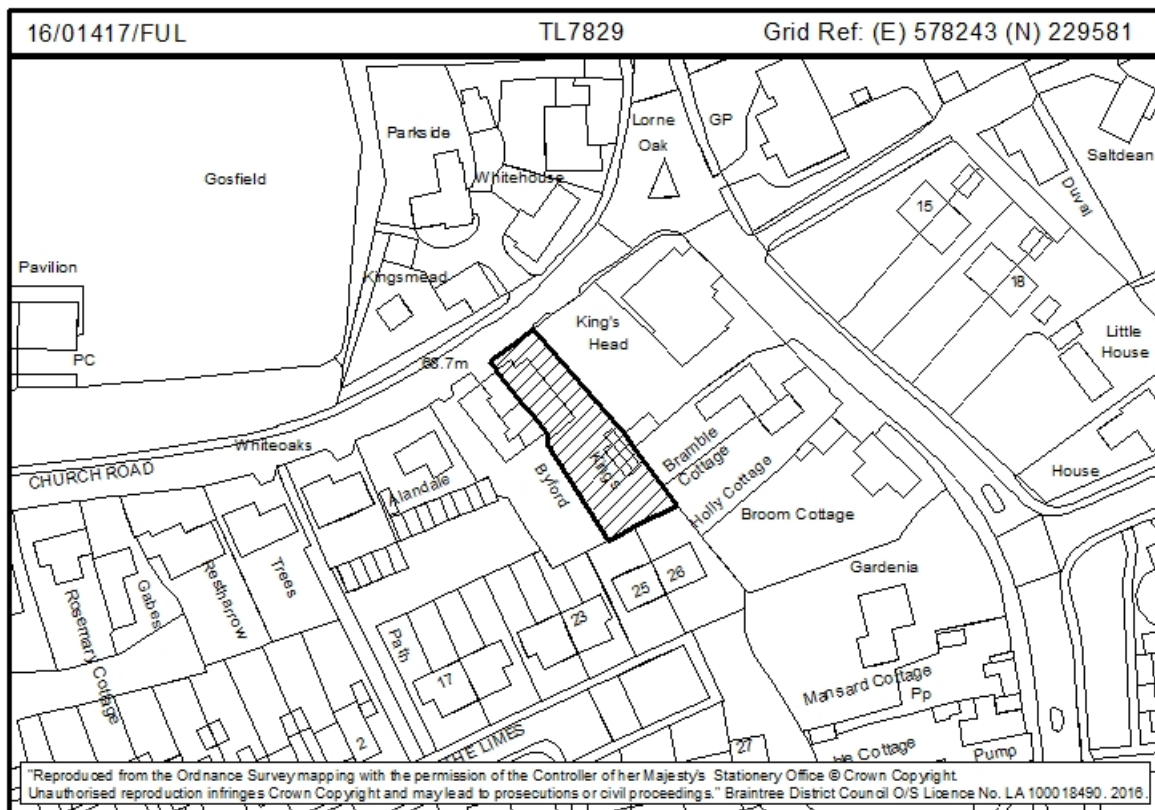 16/01417/FUL TL7829 Grid Ref: (E) 578243 (N) 229581
Lorne
Oak
GP
Parkside
Saltdean
Gosfield
Whitehouse
Duval
15
Pavilion
Kingsmead
18
King's
Head
Little
House
PC
Whiteoaks
CHURCH ROAD
Alandale
Byford
King's
Bramble
Cottage
Holly Cottage
House
Broom Cottage
Gardenia
Trees
Restharrow
Gabes
Rosemary Cottage
25
26
23
Path
17
Mansard Cottage
Pp
2
THE LIMES
27
Cottage
Pump
"Reproduced from the Ordnance Survey mapping with the permission of the Controller of her Majesty's Stationery Office © Crown Copyright.
Unauthorised reproduction infringes Crown Copyright and may lead to prosecutions or civil proceedings." Braintree District Council O/S Licence No. LA 100018490. 2016.